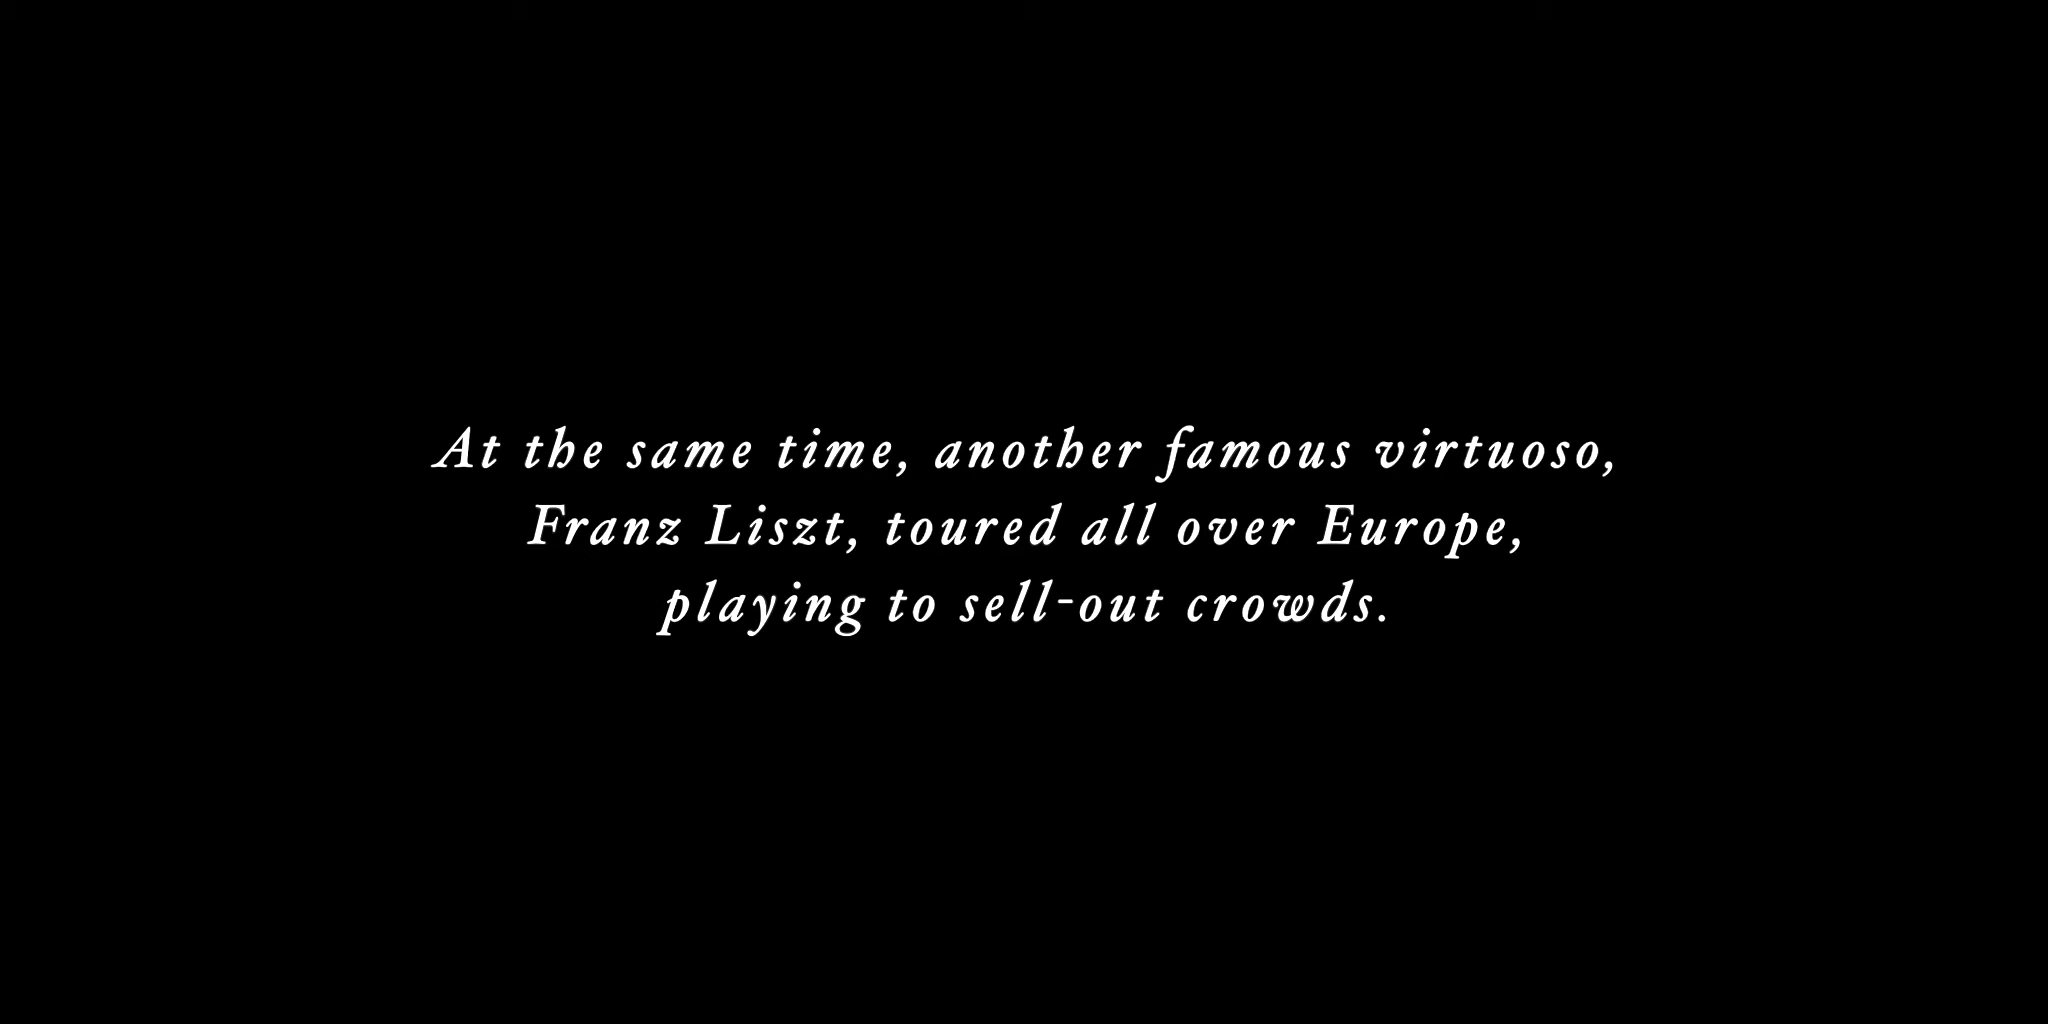 At the same time, another famous virtuoso,
Franz Liszt, toured all over Europe,
playing to sell-out crowds.